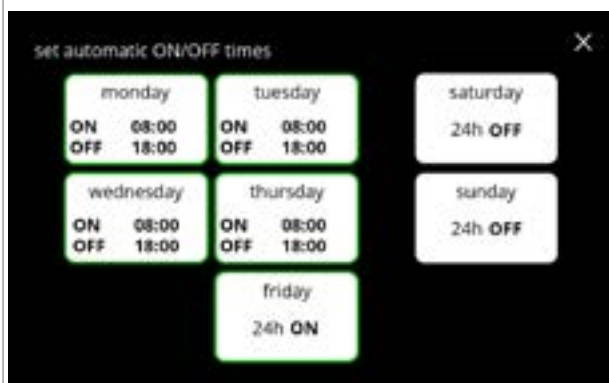 set automatic ON/OFF times
monday
ON 08:00
OFF 18:00
tuesday
ON 08:00
OFF 18:00
saturday
24h OFF
wednesday
ON 08:00
OFF 18:00
thursday
ON 08:00
OFF 18:00
sunday
24h OFF
friday
24h ON